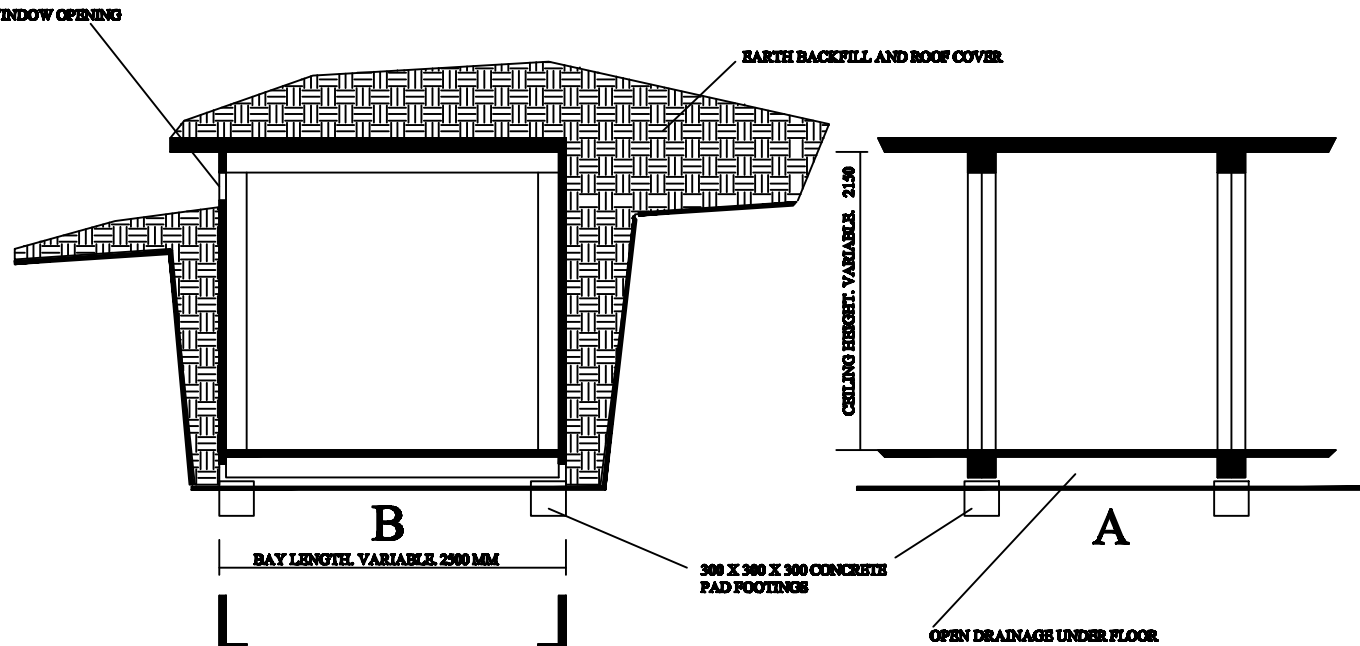 INDOW OPENING
EARTH BACKFILL AND ROOF COVER
CEILING HEIGHT. VARIABLE. 2150
B
A
BAY LENGTH. VARIABLE. 2500 MM
300 X 300 X 300 CONCRETE
PAD FOOTINGS
OPEN DRAINAGE UNDER FLOOR